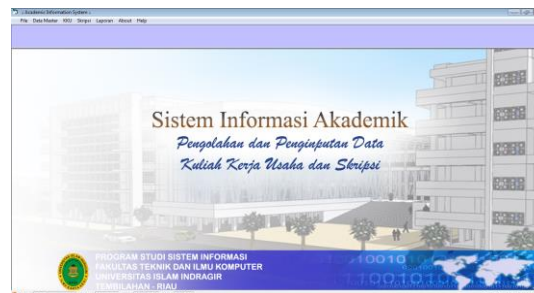 .: Academic Information System :.
File Data Master KKU Skripsi Laporan About Help
Sistem Informasi Akademik
Pengolahan dan Penginputan Data
Kuliah Kerja Usaha dan Skripsi
PROGRAM STUDI SISTEM INFORMASI
FAKULTAS TEKNIK DAN ILMU KOMPUTER
UNIVERSITAS ISLAM INDRAGIR
TEMBILAHAN - RIAU